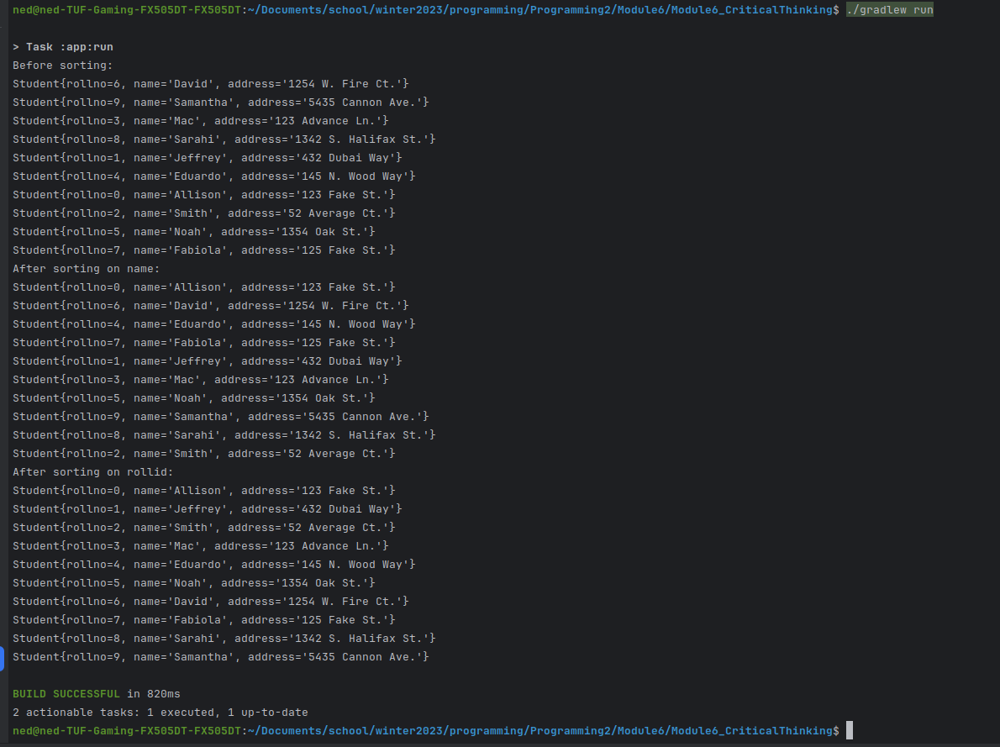 ned@ned-TUF-Gaming-FX505DT-FX505DT:~/Documents/school/winter2023/programming/Programming2/Module6/Module6_CriticalThinking$ ./gradlew run
> Task :app:run
Before sorting:
Student{rollno=6, name='David', address='1254 W. Fire Ct.'}
Student{rollno=9, name='Samantha', address='5435 Cannon Ave.'}
Student{rollno=3, name='Mac', address='123 Advance Ln.'}
Student{rollno=8, name='Sarahi', address='1342 S. Halifax St.'}
Student{rollno=1, name='Jeffrey', address='432 Dubai Way'}
Student{rollno=4, name='Eduardo', address='145 N. Wood Way'}
Student{rollno=0, name='Allison', address='123 Fake St.'}
Student{rollno=2, name='Smith', address='52 Average Ct.'}
Student{rollno=5, name='Noah', address='1354 Oak St.'}
Student{rollno=7, name='Fabiola', address='125 Fake St.'}
After sorting on name:
Student{rollno=0, name='Allison', address='123 Fake St.'}
Student{rollno=6, name='David', address='1254 W. Fire Ct.'}
Student{rollno=4, name='Eduardo', address='145 N. Wood Way'}
Student{rollno=7, name='Fabiola', address='125 Fake St.'}
Student{rollno=1, name='Jeffrey', address='432 Dubai Way'}
Student{rollno=3, name='Mac', address='123 Advance Ln.'}
Student{rollno=5, name='Noah', address='1354 Oak St.'}
Student{rollno=9, name='Samantha', address='5435 Cannon Ave.'}
Student{rollno=8, name='Sarahi', address='1342 S. Halifax St.'}
Student{rollno=2, name='Smith', address='52 Average Ct.'}
After sorting on rollid:
Student{rollno=0, name='Allison', address='123 Fake St.'}
Student{rollno=1, name='Jeffrey', address='432 Dubai Way'}
Student{rollno=2, name='Smith', address='52 Average Ct.'}
Student{rollno=3, name='Mac', address='123 Advance Ln.'}
Student{rollno=4, name='Eduardo', address='145 N. Wood Way'}
Student{rollno=5, name='Noah', address='1354 Oak St.'}
Student{rollno=6, name='David', address='1254 W. Fire Ct.'}
Student{rollno=7, name='Fabiola', address='125 Fake St.'}
Student{rollno=8, name='Sarahi', address='1342 S. Halifax St.'}
Student{rollno=9, name='Samantha', address='5435 Cannon Ave.'}
BUILD SUCCESSFUL in 820ms
2 actionable tasks: 1 executed, 1 up-to-date
ned@ned-TUF-Gaming-FX505DT-FX505DT:~/Documents/school/winter2023/programming/Programming2/Module6/Module6_CriticalThinking$